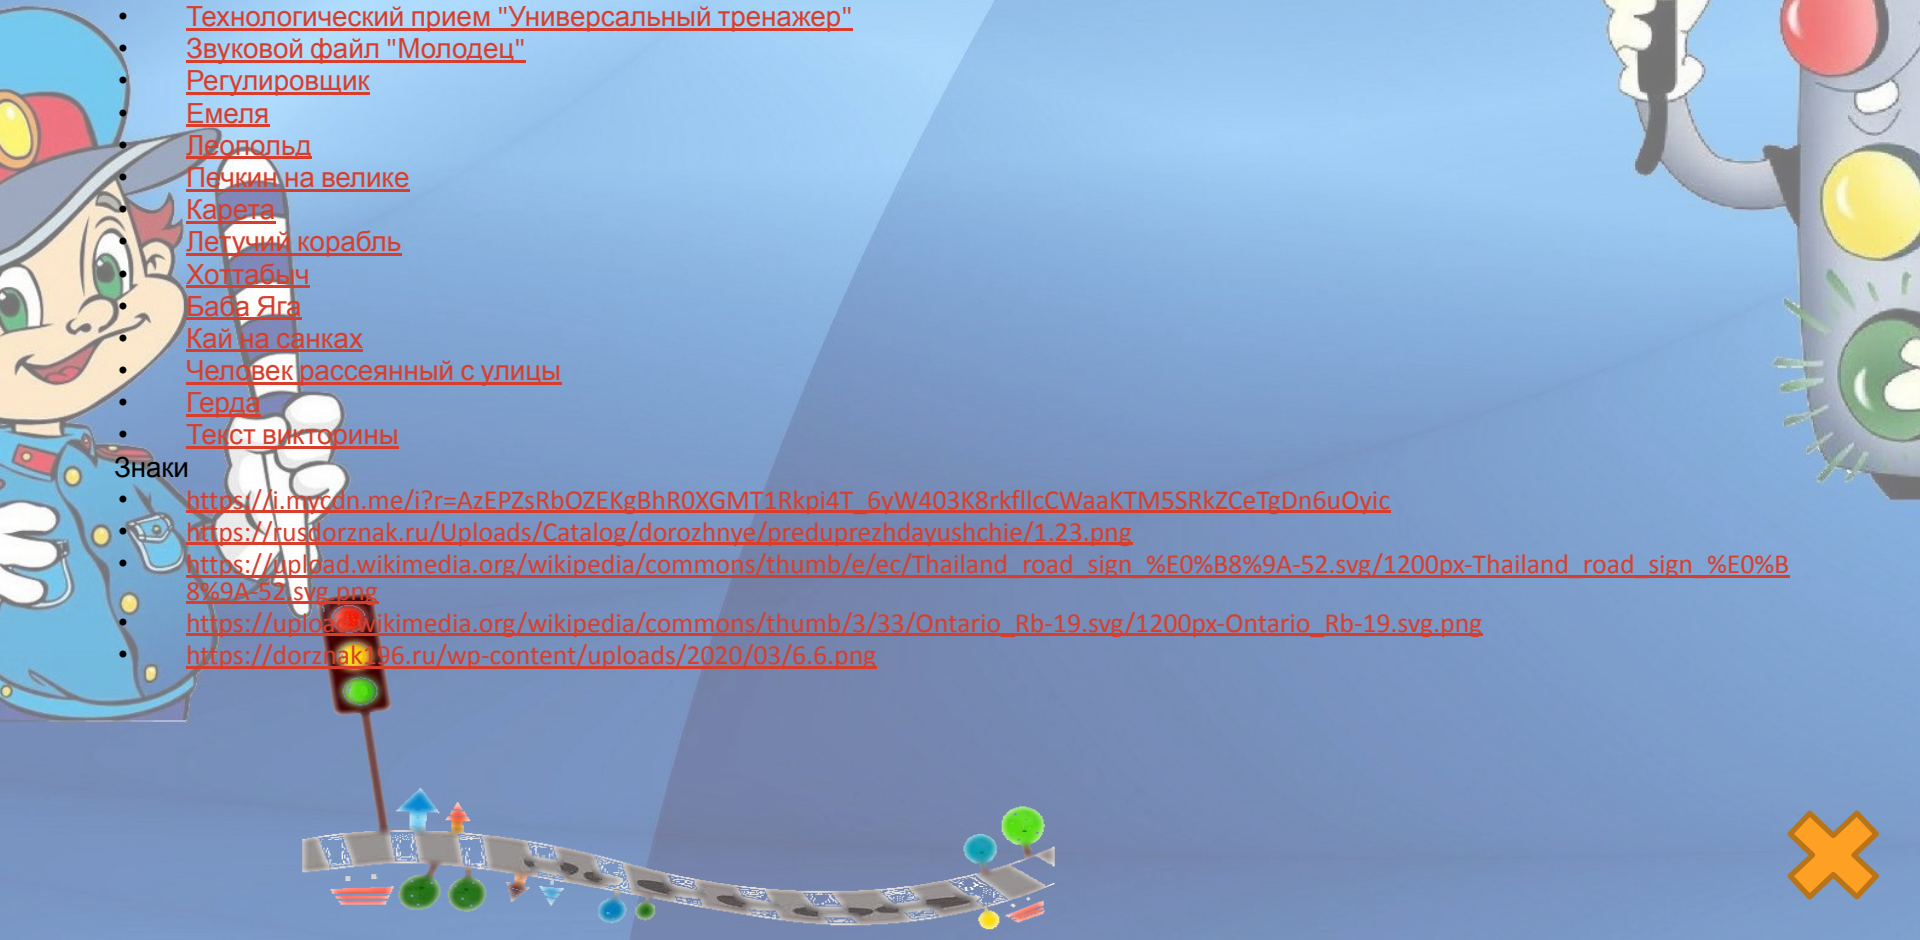 • Технологический прием "Универсальный тренажер"
• Звуковой файл "Молодец"
• Регулировщик
• Емеля
• Леопольд
• Печкин на велике
• Карета
• Летучий корабль
• Хоттабыч
• Баба Яга
• Кай на санках
• Человек рассеянный с улицы
• Герда
• Текст викторины
Знаки
• https://i.mycdn.me/i?r=AzEPZsRbOZEKgBhR0XGMT1Rkpi4T_6yW403K8rkfllcCWaaKTM5SRkZCeTgDn6uOyic
• https://rusdorznak.ru/Uploads/Catalog/dorozhnye/preduprezhdayushchie/1.23.png
• https://upload.wikimedia.org/wikipedia/commons/thumb/e/ec/Thailand_road_sign_%E0%B8%9A-52.svg/1200px-Thailand_road_sign_%E0%B
8%9A-52.svg.png
• https://upload.wikimedia.org/wikipedia/commons/thumb/3/33/Ontario_Rb-19.svg/1200px-Ontario_Rb-19.svg.png
• https://dorznak196.ru/wp-content/uploads/2020/03/6.6.png